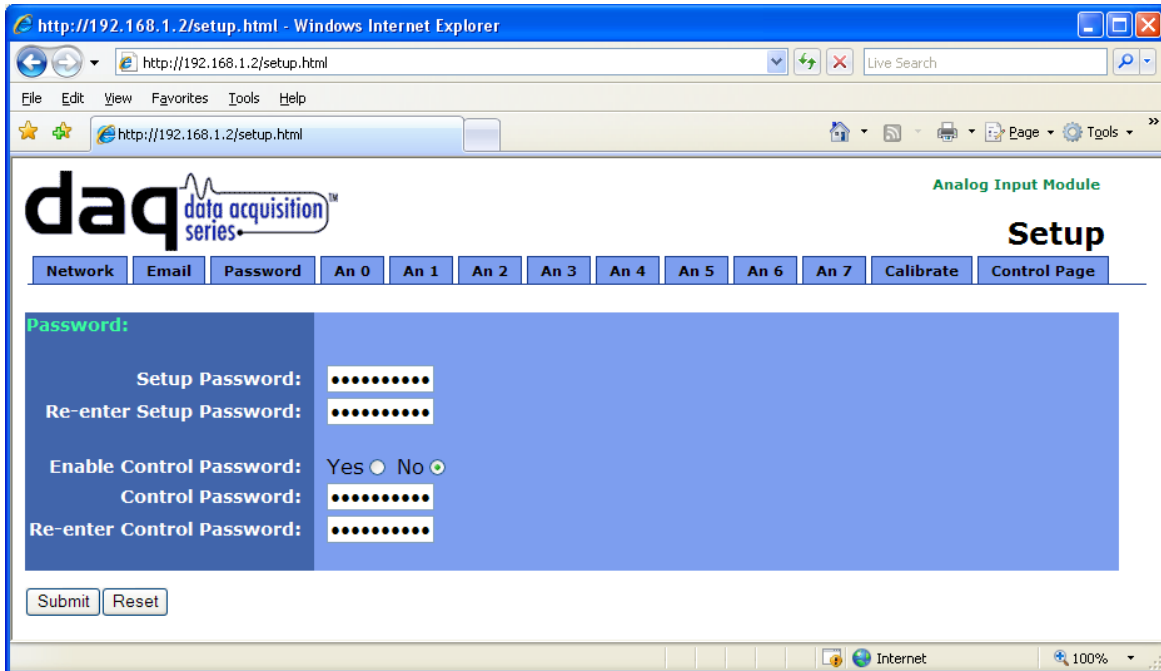 http://192.168.1.2/setup.html - Windows Internet Explorer
http://192.168.1.2/setup.html
Live Search
File Edit View Favorites Tools Help
http://192.168.1.2/setup.html
Page Tools »
daq data acquisition series™
Analog Input Module
Setup
Network Email Password An 0 An 1 An 2 An 3 An 4 An 5 An 6 An 7 Calibrate Control Page
Password:
Setup Password: ••••••••••
Re-enter Setup Password: ••••••••••
Enable Control Password: Yes No
Control Password: ••••••••••
Re-enter Control Password: ••••••••••
Submit Reset
Internet 100%